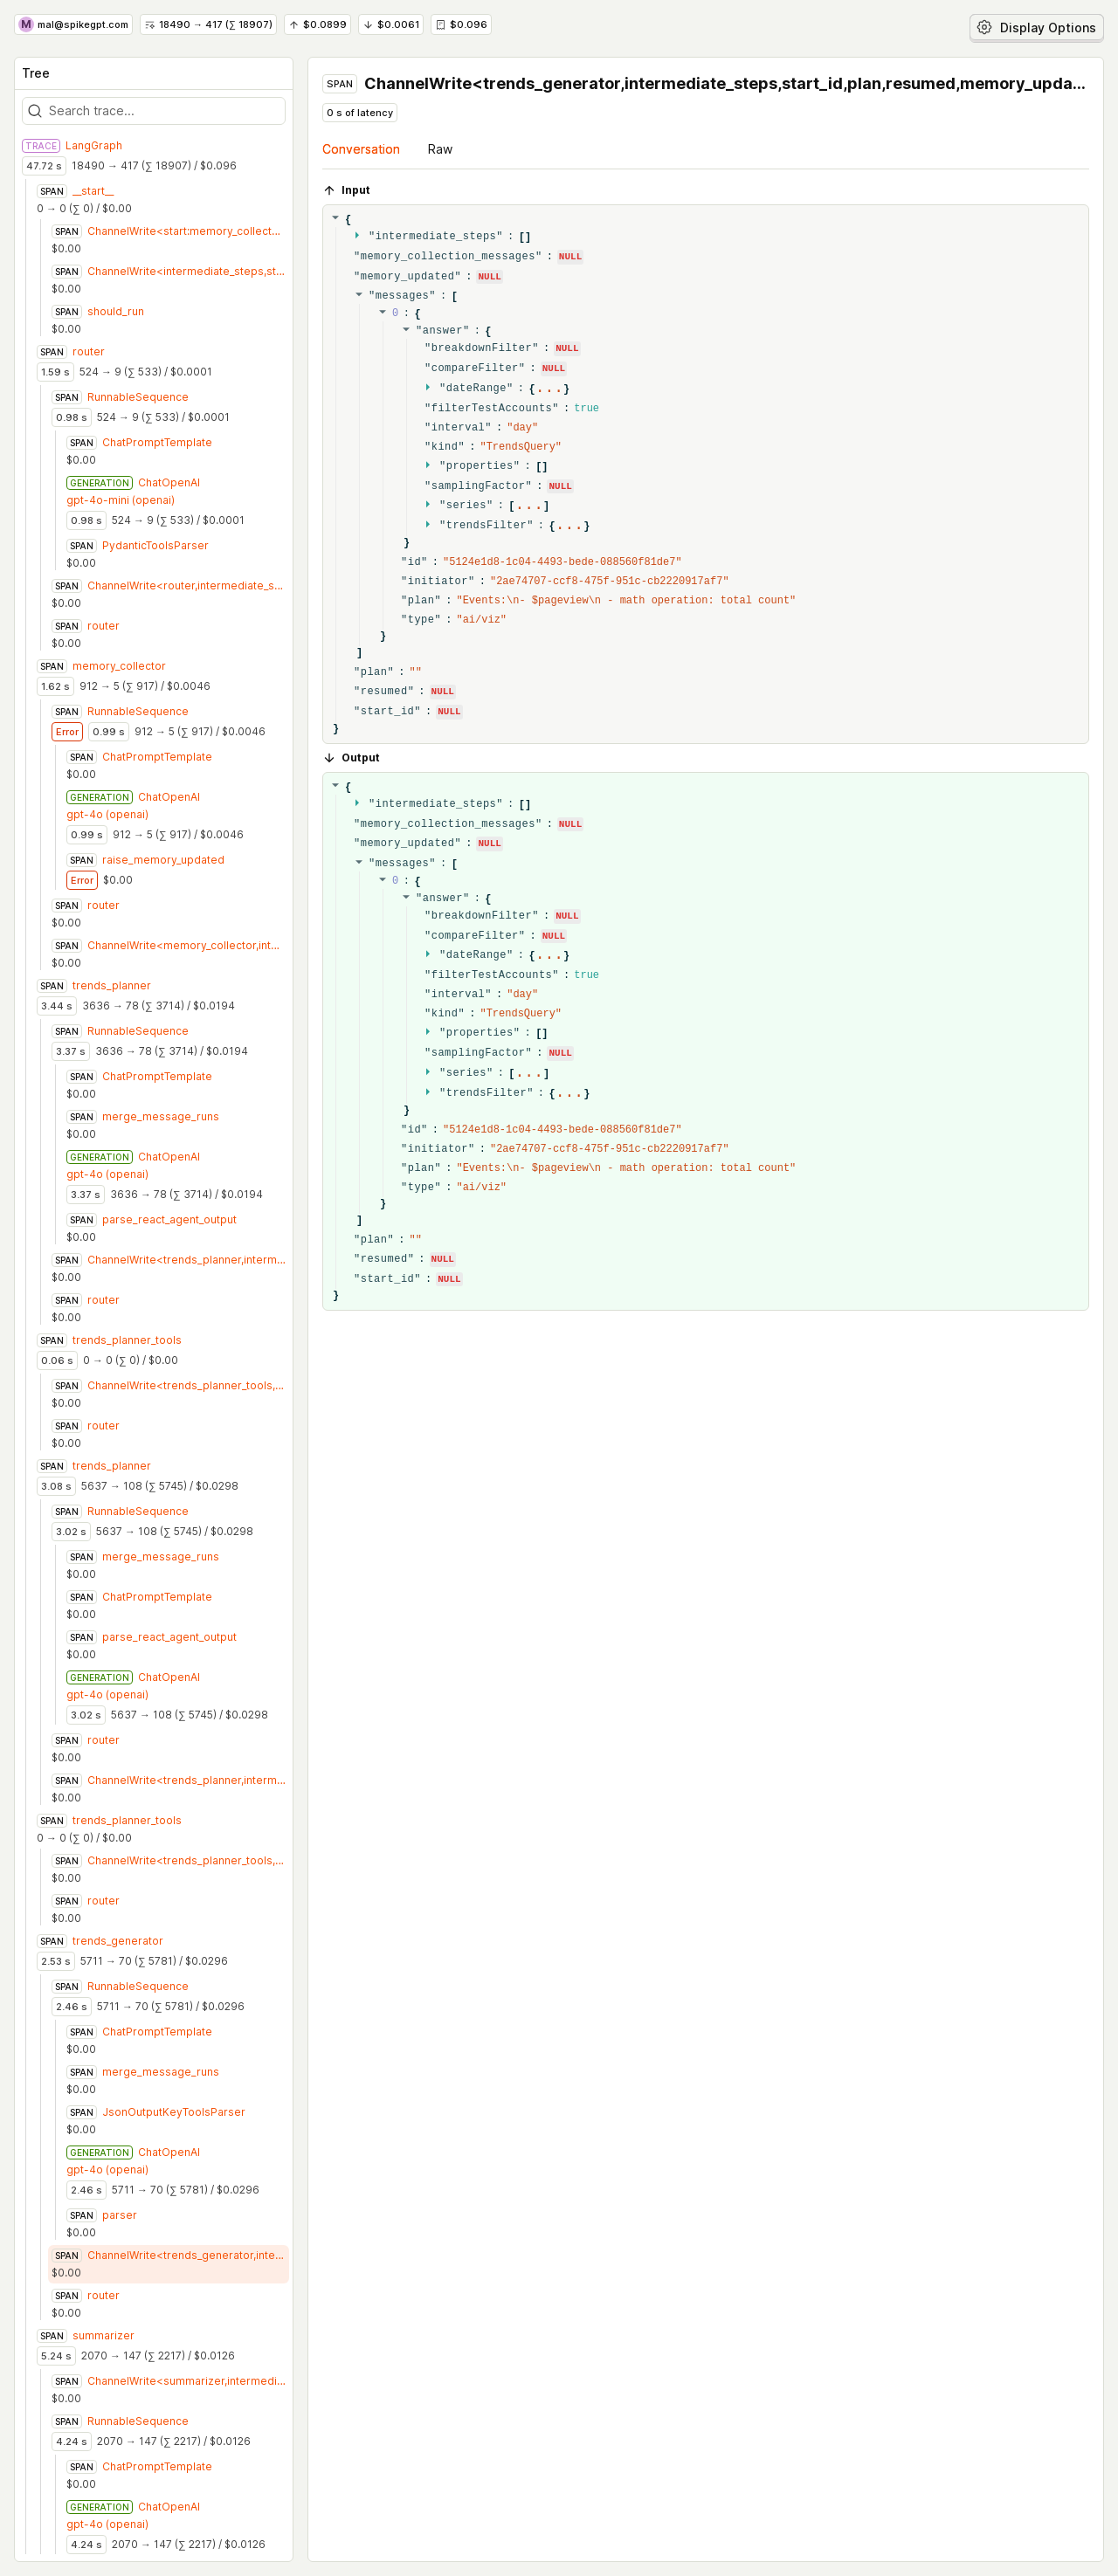 M mal@spikegpt.com 18490 → 417 (∑ 18907) $0.0899 $0.0061 $0.096 Display Options
Tree
Search trace...
TRACE LangGraph
47.72 s 18490 → 417 (∑ 18907) / $0.096
SPAN __start__
0 → 0 (∑ 0) / $0.00
SPAN ChannelWrite<start:memory_collect...
$0.00
SPAN ChannelWrite<intermediate_steps,st...
$0.00
SPAN should_run
$0.00
SPAN router
1.59 s 524 → 9 (∑ 533) / $0.0001
SPAN RunnableSequence
0.98 s 524 → 9 (∑ 533) / $0.0001
SPAN ChatPromptTemplate
$0.00
GENERATION ChatOpenAI
gpt-4o-mini (openai)
0.98 s 524 → 9 (∑ 533) / $0.0001
SPAN PydanticToolsParser
$0.00
SPAN ChannelWrite<router,intermediate_s...
$0.00
SPAN router
$0.00
SPAN memory_collector
1.62 s 912 → 5 (∑ 917) / $0.0046
SPAN RunnableSequence
Error 0.99 s 912 → 5 (∑ 917) / $0.0046
SPAN ChatPromptTemplate
$0.00
GENERATION ChatOpenAI
gpt-4o (openai)
0.99 s 912 → 5 (∑ 917) / $0.0046
SPAN raise_memory_updated
Error $0.00
SPAN router
$0.00
SPAN ChannelWrite<memory_collector,int...
$0.00
SPAN trends_planner
3.44 s 3636 → 78 (∑ 3714) / $0.0194
SPAN RunnableSequence
3.37 s 3636 → 78 (∑ 3714) / $0.0194
SPAN ChatPromptTemplate
$0.00
SPAN merge_message_runs
$0.00
GENERATION ChatOpenAI
gpt-4o (openai)
3.37 s 3636 → 78 (∑ 3714) / $0.0194
SPAN parse_react_agent_output
$0.00
SPAN ChannelWrite<trends_planner,interm...
$0.00
SPAN router
$0.00
SPAN trends_planner_tools
0.06 s 0 → 0 (∑ 0) / $0.00
SPAN ChannelWrite<trends_planner_tools,...
$0.00
SPAN router
$0.00
SPAN trends_planner
3.08 s 5637 → 108 (∑ 5745) / $0.0298
SPAN RunnableSequence
3.02 s 5637 → 108 (∑ 5745) / $0.0298
SPAN merge_message_runs
$0.00
SPAN ChatPromptTemplate
$0.00
SPAN parse_react_agent_output
$0.00
GENERATION ChatOpenAI
gpt-4o (openai)
3.02 s 5637 → 108 (∑ 5745) / $0.0298
SPAN router
$0.00
SPAN ChannelWrite<trends_planner,interm...
$0.00
SPAN trends_planner_tools
0 → 0 (∑ 0) / $0.00
SPAN ChannelWrite<trends_planner_tools,...
$0.00
SPAN router
$0.00
SPAN trends_generator
2.53 s 5711 → 70 (∑ 5781) / $0.0296
SPAN RunnableSequence
2.46 s 5711 → 70 (∑ 5781) / $0.0296
SPAN ChatPromptTemplate
$0.00
SPAN merge_message_runs
$0.00
SPAN JsonOutputKeyToolsParser
$0.00
GENERATION ChatOpenAI
gpt-4o (openai)
2.46 s 5711 → 70 (∑ 5781) / $0.0296
SPAN parser
$0.00
SPAN ChannelWrite<trends_generator,inte...
$0.00
SPAN router
$0.00
SPAN summarizer
5.24 s 2070 → 147 (∑ 2217) / $0.0126
SPAN ChannelWrite<summarizer,intermedi...
$0.00
SPAN RunnableSequence
4.24 s 2070 → 147 (∑ 2217) / $0.0126
SPAN ChatPromptTemplate
$0.00
GENERATION ChatOpenAI
gpt-4o (openai)
4.24 s 2070 → 147 (∑ 2217) / $0.0126
SPAN ChannelWrite<trends_generator,intermediate_steps,start_id,plan,resumed,memory_upda...
0 s of latency
Conversation Raw
Input
{
"intermediate_steps" : []
"memory_collection_messages" : NULL
"memory_updated" : NULL
"messages" : [
0 : {
"answer" : {
"breakdownFilter" : NULL
"compareFilter" : NULL
"dateRange" : {...}
"filterTestAccounts" : true
"interval" : "day"
"kind" : "TrendsQuery"
"properties" : []
"samplingFactor" : NULL
"series" : [...]
"trendsFilter" : {...}
}
"id" : "5124e1d8-1c04-4493-bede-088560f81de7"
"initiator" : "2ae74707-ccf8-475f-951c-cb2220917af7"
"plan" : "Events:\n- $pageview\n - math operation: total count"
"type" : "ai/viz"
}
]
"plan" : ""
"resumed" : NULL
"start_id" : NULL
}
Output
{
"intermediate_steps" : []
"memory_collection_messages" : NULL
"memory_updated" : NULL
"messages" : [
0 : {
"answer" : {
"breakdownFilter" : NULL
"compareFilter" : NULL
"dateRange" : {...}
"filterTestAccounts" : true
"interval" : "day"
"kind" : "TrendsQuery"
"properties" : []
"samplingFactor" : NULL
"series" : [...]
"trendsFilter" : {...}
}
"id" : "5124e1d8-1c04-4493-bede-088560f81de7"
"initiator" : "2ae74707-ccf8-475f-951c-cb2220917af7"
"plan" : "Events:\n- $pageview\n - math operation: total count"
"type" : "ai/viz"
}
]
"plan" : ""
"resumed" : NULL
"start_id" : NULL
}